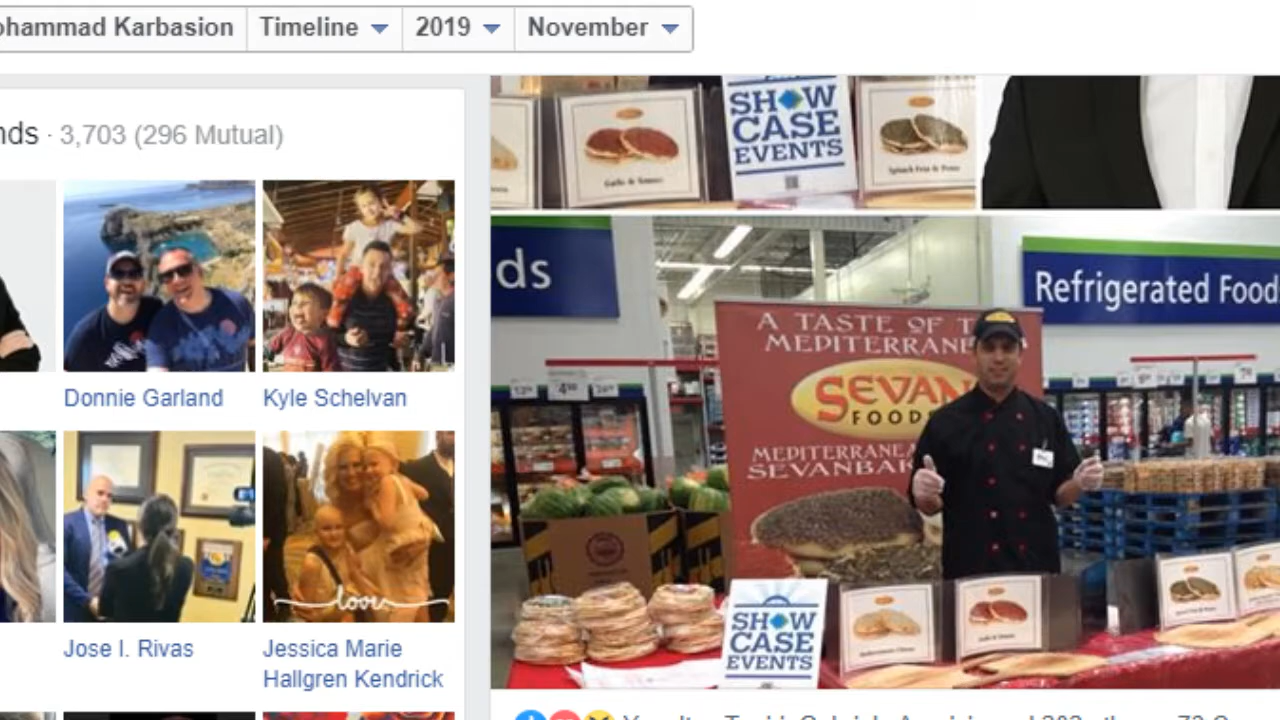 ohammad Karbasion
Timeline
2019
November
nds · 3,703 (296 Mutual)
Donnie Garland
Kyle Schelvan
Jose I. Rivas
Jessica Marie
Hallgren Kendrick
SHOW
CASE
EVENTS
ds
Refrigerated Food
A TASTE OF T
MEDITERRANE
SEVAN
FOODS
MEDITERRANEA
SEVANBAK
SHOW
CASE
EVENTS